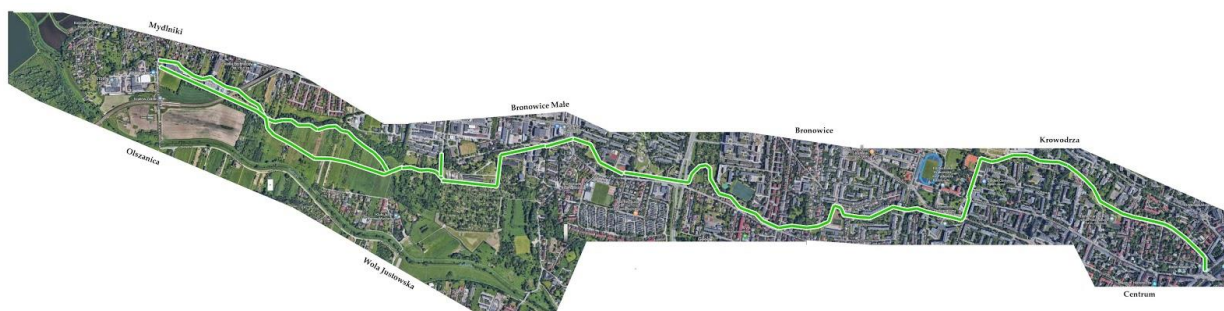 Mydlniki
Bronowice Małe
Bronowice
Krowodrza
Olszanica
Wola Justowska
Centrum